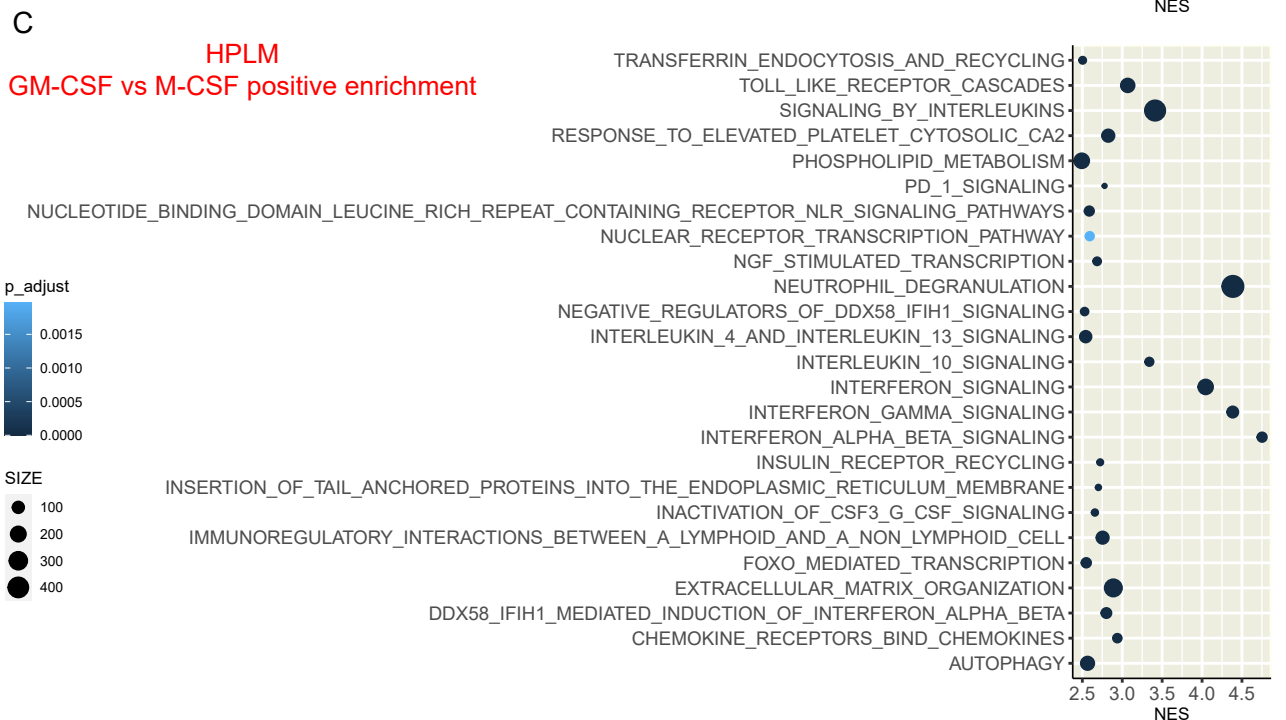 NES
C
HPLM
GM-CSF vs M-CSF positive enrichment
TRANSFERRIN_ENDOCYTOSIS_AND_RECYCLING
TOLL_LIKE_RECEPTOR_CASCADES
SIGNALING_BY_INTERLEUKINS
RESPONSE_TO_ELEVATED_PLATELET_CYTOSOLIC_CA2
PHOSPHOLIPID_METABOLISM
PD_1_SIGNALING
NUCLEOTIDE_BINDING_DOMAIN_LEUCINE_RICH_REPEAT_CONTAINING_RECEPTOR_NLR_SIGNALING_PATHWAYS
NUCLEAR_RECEPTOR_TRANSCRIPTION_PATHWAY
NGF_STIMULATED_TRANSCRIPTION
NEUTROPHIL_DEGRANULATION
NEGATIVE_REGULATORS_OF_DDX58_IFIH1_SIGNALING
INTERLEUKIN_4_AND_INTERLEUKIN_13_SIGNALING
INTERLEUKIN_10_SIGNALING
INTERFERON_SIGNALING
INTERFERON_GAMMA_SIGNALING
INTERFERON_ALPHA_BETA_SIGNALING
INSULIN_RECEPTOR_RECYCLING
INSERTION_OF_TAIL_ANCHORED_PROTEINS_INTO_THE_ENDOPLASMIC_RETICULUM_MEMBRANE
INACTIVATION_OF_CSF3_G_CSF_SIGNALING
IMMUNOREGULATORY_INTERACTIONS_BETWEEN_A_LYMPHOID_AND_A_NON_LYMPHOID_CELL
FOXO_MEDIATED_TRANSCRIPTION
EXTRACELLULAR_MATRIX_ORGANIZATION
DDX58_IFIH1_MEDIATED_INDUCTION_OF_INTERFERON_ALPHA_BETA
CHEMOKINE_RECEPTORS_BIND_CHEMOKINES
AUTOPHAGY
p_adjust
0.0015
0.0010
0.0005
0.0000
SIZE
100
200
300
400
2.5 3.0 3.5 4.0 4.5
NES